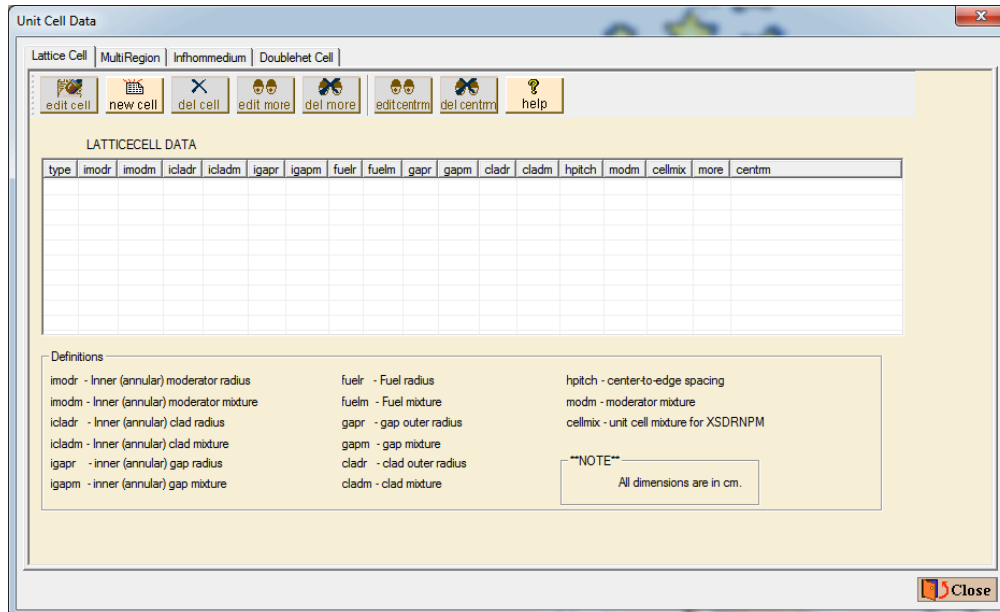 Unit Cell Data
Lattice Cell MultiRegion Infhommedium Doublehet Cell
edit cell new cell del cell edit more del more editcentrm del centrm help
LATTICECELL DATA
type imodr imodm icladr icladm igapr igapm fuelr fuelm gapr gapm cladr cladm hpitch modm cellmix more centrm
Definitions
imodr - Inner (annular) moderator radius fuelr - Fuel radius hpitch - center-to-edge spacing
imodm - Inner (annular) moderator mixture fuelm - Fuel mixture modm - moderator mixture
icladr - Inner (annular) clad radius gapr - gap outer radius cellmix - unit cell mixture for XSDRNPM
icladm - Inner (annular) clad mixture gapm - gap mixture
igapr - inner (annular) gap radius cladr - clad outer radius **NOTE**
igapm - inner (annular) gap mixture cladm - clad mixture All dimensions are in cm.
Close